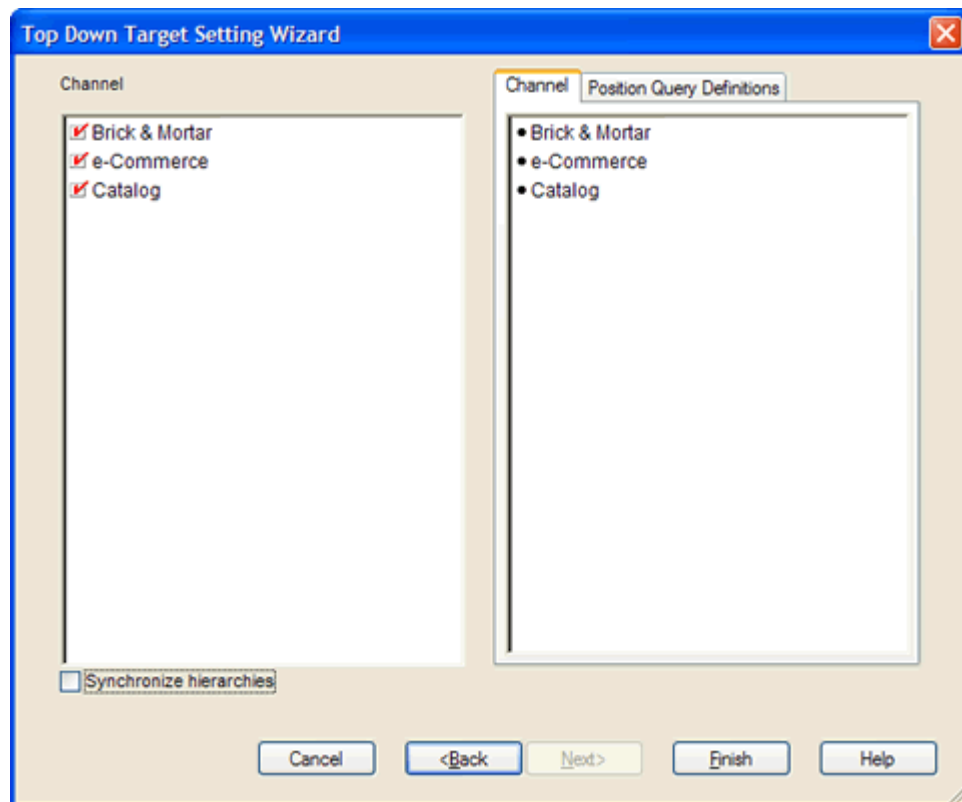 Top Down Target Setting Wizard
Channel
Brick & Mortar
e-Commerce
Catalog
Synchronize hierarchies
Channel
Position Query Definitions
Brick & Mortar
e-Commerce
Catalog
Cancel
<Back
Next>
Finish
Help